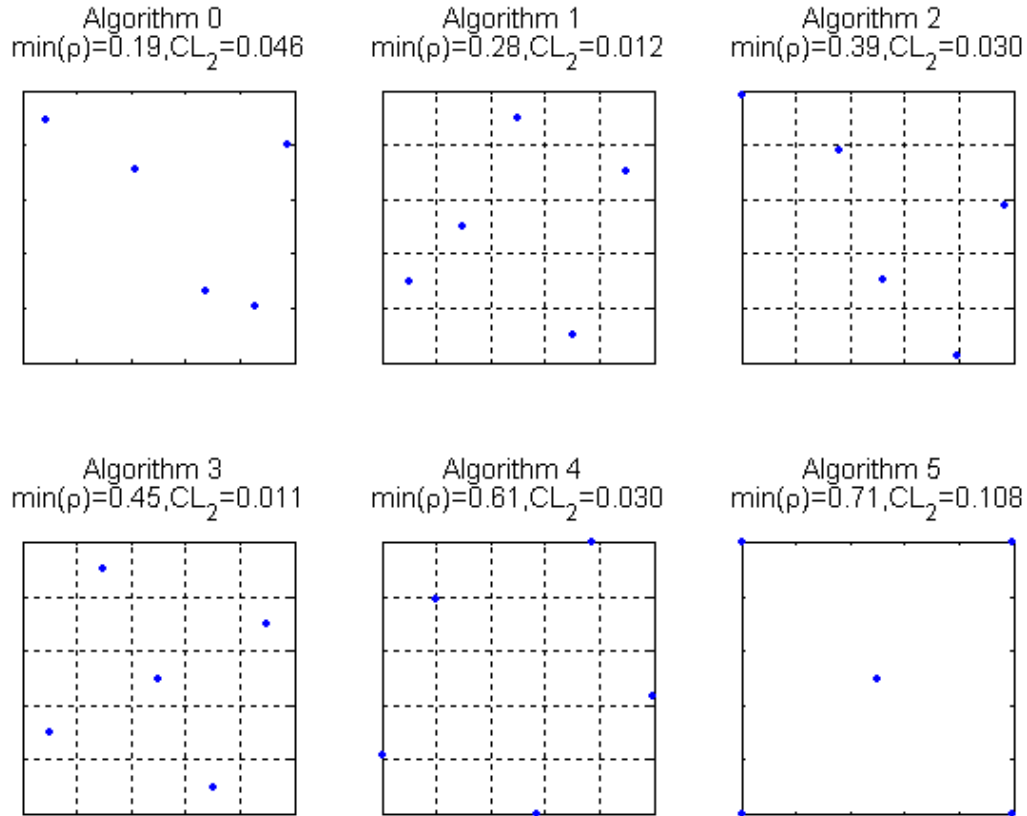 Algorithm 0
min(ρ)=0.19,CL2=0.046
Algorithm 1
min(ρ)=0.28,CL2=0.012
Algorithm 2
min(ρ)=0.39,CL2=0.030
Algorithm 3
min(ρ)=0.45,CL2=0.011
Algorithm 4
min(ρ)=0.61,CL2=0.030
Algorithm 5
min(ρ)=0.71,CL2=0.108